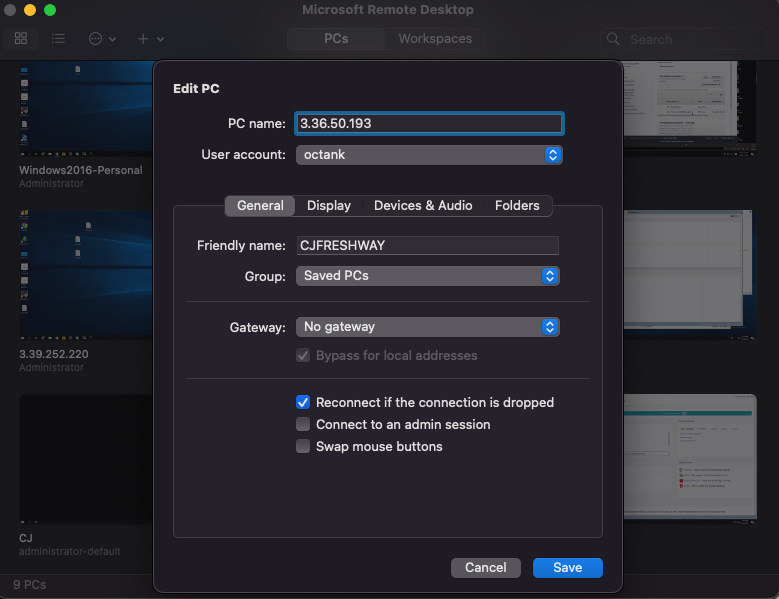 Microsoft Remote Desktop
PCs
Workspaces
Search
Edit PC
PC name: 3.36.50.193
User account: octank
General Display Devices & Audio Folders
Friendly name: CJFRESHWAY
Group: Saved PCs
Gateway: No gateway
Bypass for local addresses
Reconnect if the connection is dropped
Connect to an admin session
Swap mouse buttons
Cancel Save
Windows2016-Personal
Administrator
3.39.252.220
Administrator
CJ
administrator-default
9 PCs